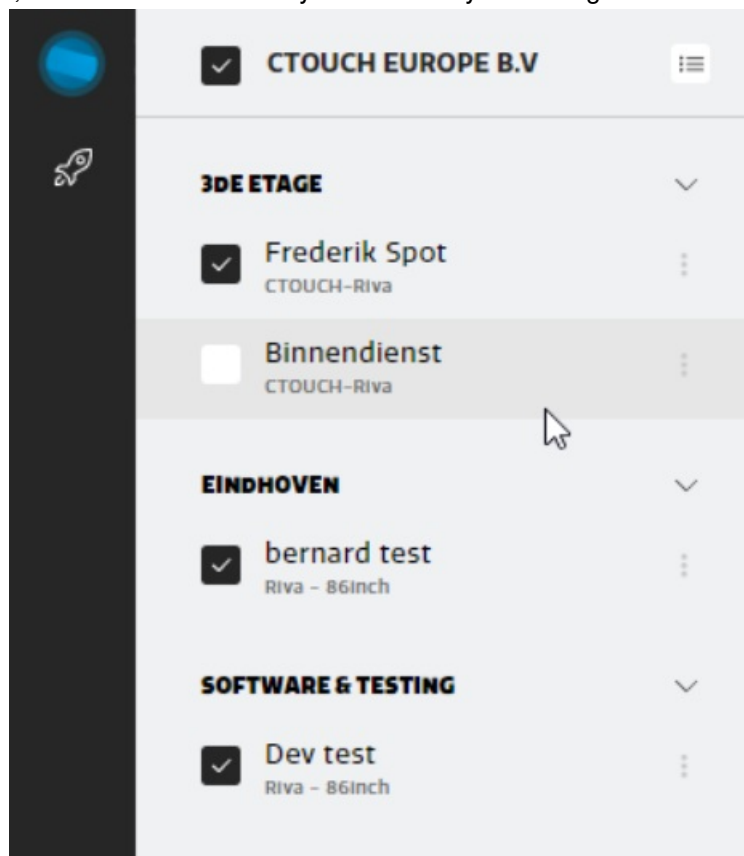 CTOUCH EUROPE B.V
3DE ETAGE
Frederik Spot
CTOUCH-Riva
Binnendienst
CTOUCH-Riva
EINDHOVEN
bernard test
Riva - 86inch
SOFTWARE & TESTING
Dev test
Riva - 86inch